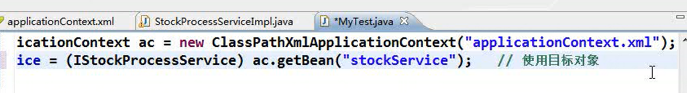 applicationContext.xml StockProcessServiceImpl.java *MyTest.java
icationContext ac = new ClassPathXmlApplicationContext("applicationContext.xml");
ice = (IStockProcessService) ac.getBean("stockService"); // 使用目标对象